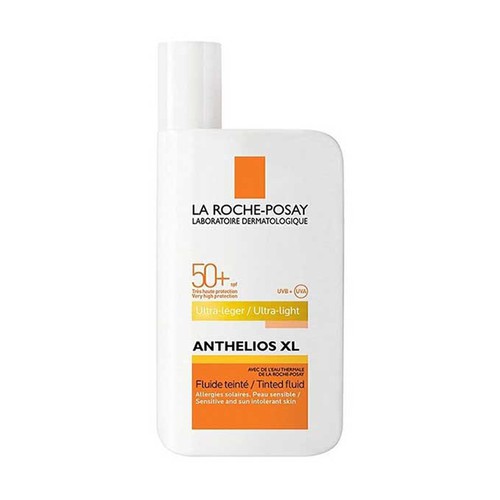 LA ROCHE-POSAY
LABORATOIRE DERMATOLOGIQUE
50+ SPF
Très haute protection
Very high protection
UVB + UVA
Ultra-léger / Ultra-light
ANTHELIOS XL
AVEC DE L'EAU THERMALE
DE LA ROCHE-POSAY
Fluide teinté / Tinted fluid
Allergies solaires, Peau sensible /
Sensitive and sun intolerant skin